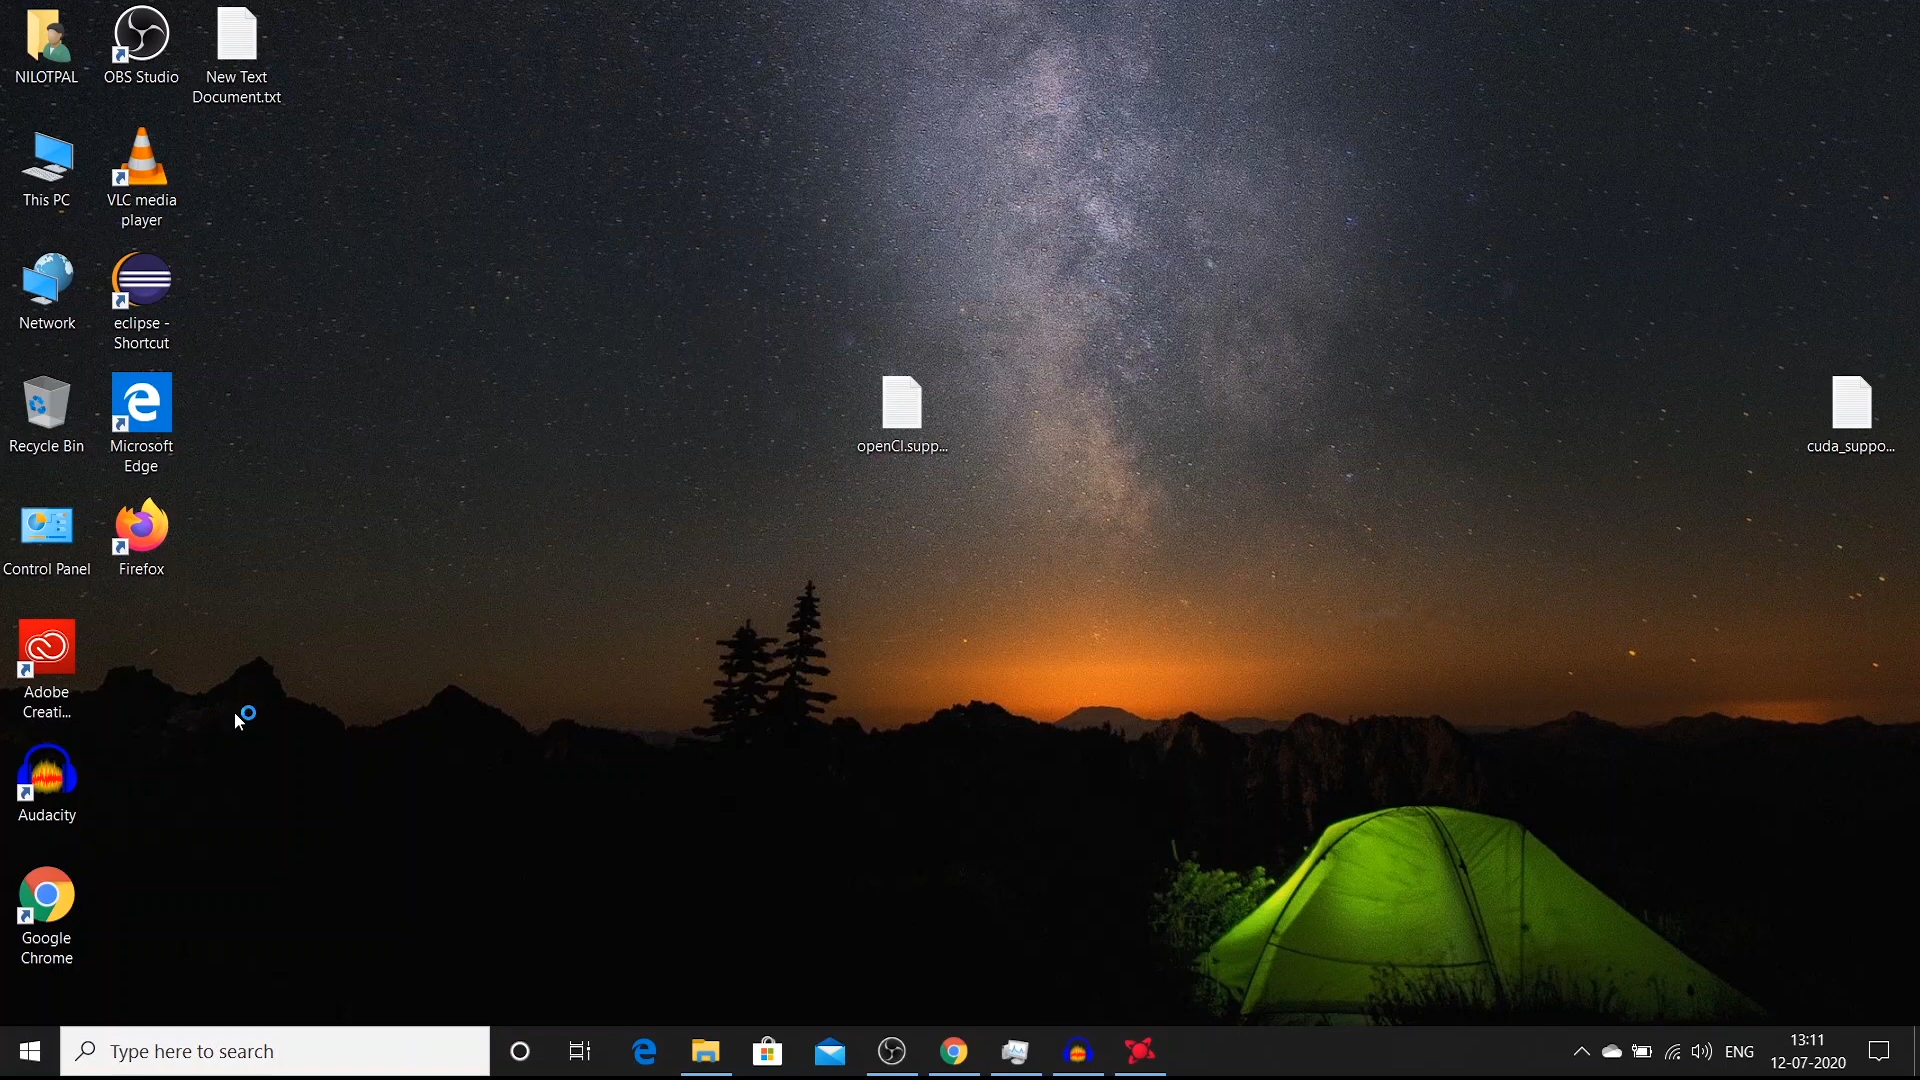 NILOTPAL
OBS Studio
New Text
Document.txt
This PC
VLC media
player
Network
eclipse -
Shortcut
Recycle Bin
Microsoft
Edge
openCl.supp...
cuda_suppo...
Control Panel
Firefox
Adobe
Creati...
Audacity
Google
Chrome
Type here to search
ENG
13:11
12-07-2020